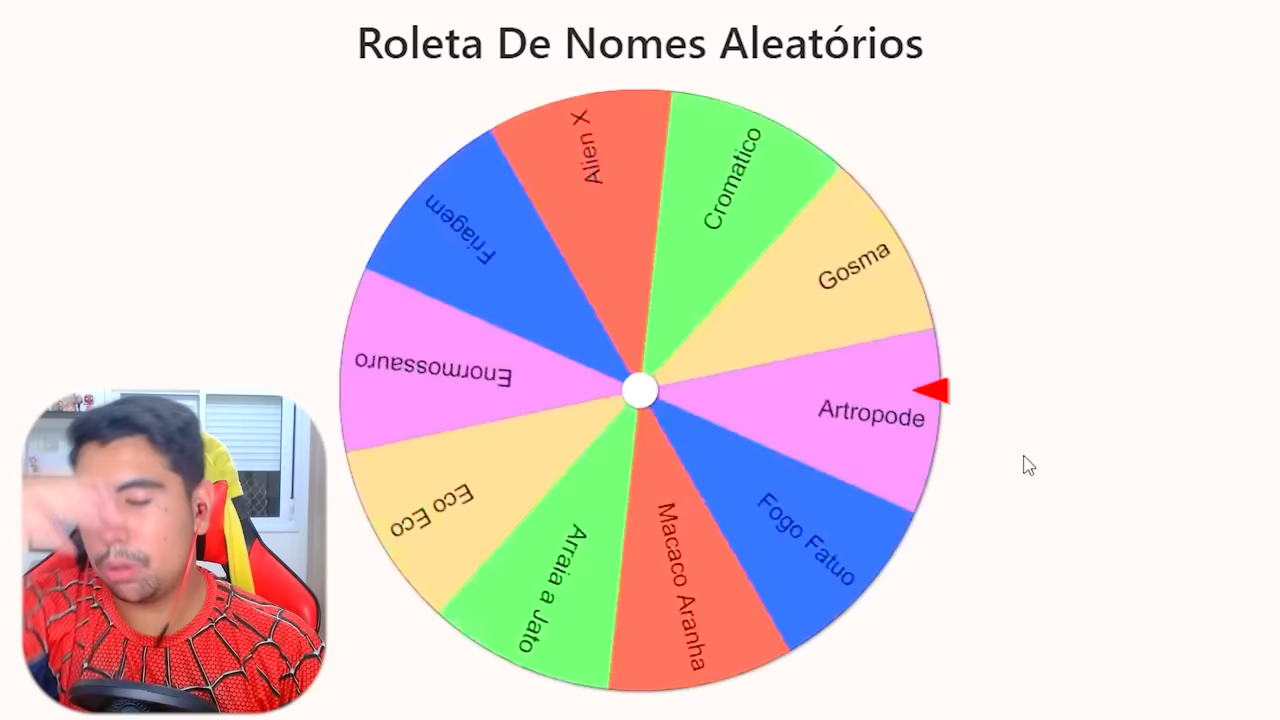 Roleta De Nomes Aleatórios
Alien X
Cromatico
Gosma
Artropode
Fogo Fatuo
Macaco Aranha
Arraia a Jato
Eco Eco
Enormossauro
Friagem